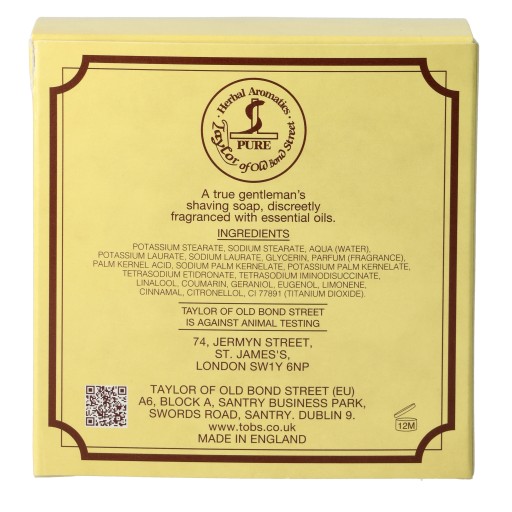 Herbal Aromatics
PURE
Taylor of Old Bond Street
A true gentleman's
shaving soap, discreetly
fragranced with essential oils.
INGREDIENTS
POTASSIUM STEARATE, SODIUM STEARATE, AQUA (WATER),
POTASSIUM LAURATE, SODIUM LAURATE, GLYCERIN, PARFUM (FRAGRANCE),
PALM KERNEL ACID, SODIUM PALM KERNELATE, POTASSIUM PALM KERNELATE,
TETRASODIUM ETIDRONATE, TETRASODIUM IMINODISUCCINATE,
LINALOOL, COUMARIN, GERANIOL, EUGENOL, LIMONENE,
CINNAMAL, CITRONELLOL, CI 77891 (TITANIUM DIOXIDE).
TAYLOR OF OLD BOND STREET
IS AGAINST ANIMAL TESTING
74, JERMYN STREET,
ST. JAMES'S,
LONDON SW1Y 6NP
TAYLOR OF OLD BOND STREET (EU)
A6, BLOCK A, SANTRY BUSINESS PARK,
SWORDS ROAD, SANTRY. DUBLIN 9.
www.tobs.co.uk
MADE IN ENGLAND
12M